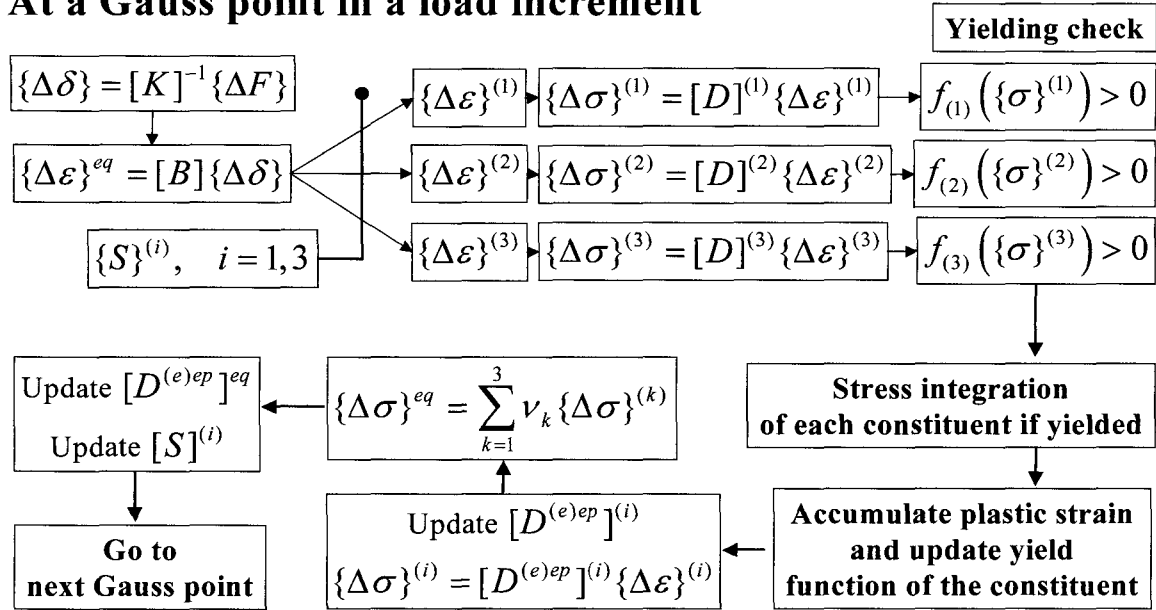 At a Gauss point in a load increment
Yielding check
{Δδ} = [K]⁻¹{ΔF}
{Δε}^{eq} = [B]{Δδ}
{S}^{(i)}, i = 1,3
{Δε}^{(1)}
{Δσ}^{(1)} = [D]^{(1)}{Δε}^{(1)}
f_{(1)}({σ}^{(1)}) > 0
{Δε}^{(2)}
{Δσ}^{(2)} = [D]^{(2)}{Δε}^{(2)}
f_{(2)}({σ}^{(2)}) > 0
{Δε}^{(3)}
{Δσ}^{(3)} = [D]^{(3)}{Δε}^{(3)}
f_{(3)}({σ}^{(3)}) > 0
Stress integration
of each constituent if yielded
Accumulate plastic strain
and update yield
function of the constituent
Update [D^{(e)ep}]^{(i)}
{Δσ}^{(i)} = [D^{(e)ep}]^{(i)}{Δε}^{(i)}
{Δσ}^{eq} = ∑_{k=1}^{3} ν_k{Δσ}^{(k)}
Update [D^{(e)ep}]^{eq}
Update [S]^{(i)}
Go to
next Gauss point